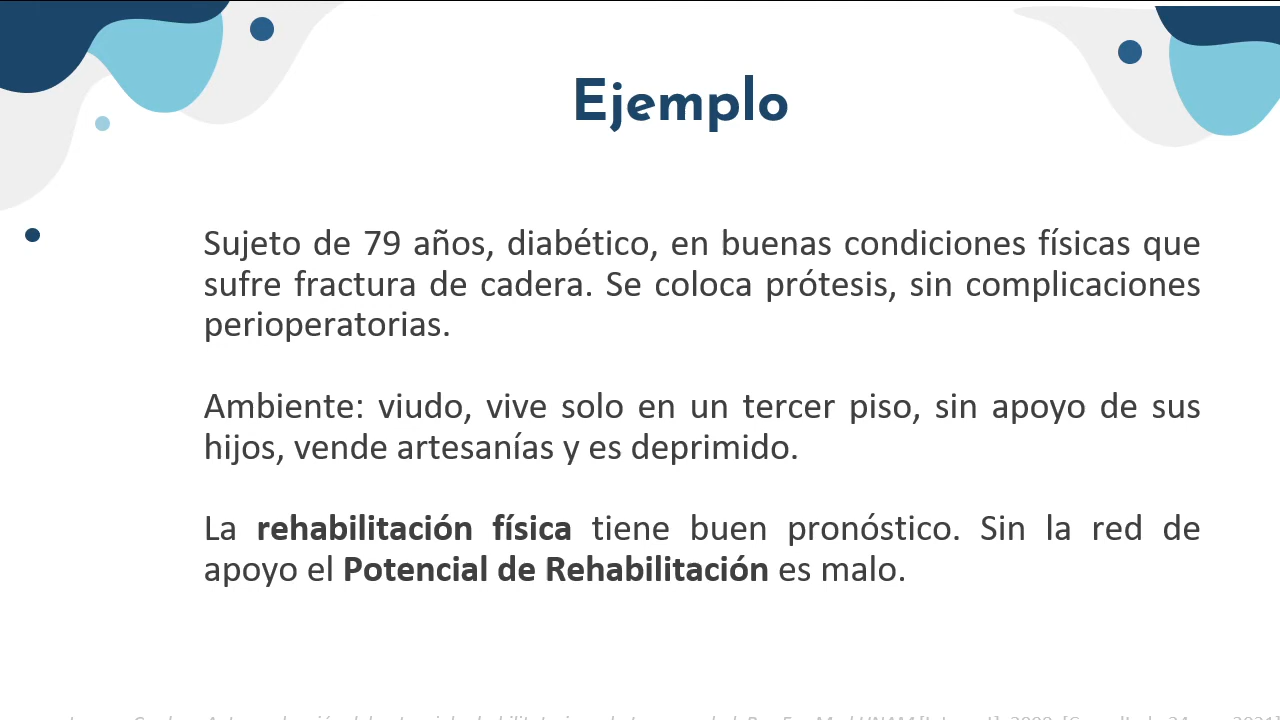 Ejemplo
Sujeto de 79 años, diabético, en buenas condiciones físicas que
sufre fractura de cadera. Se coloca prótesis, sin complicaciones
perioperatorias.
Ambiente: viudo, vive solo en un tercer piso, sin apoyo de sus
hijos, vende artesanías y es deprimido.
La rehabilitación física tiene buen pronóstico. Sin la red de
apoyo el Potencial de Rehabilitación es malo.